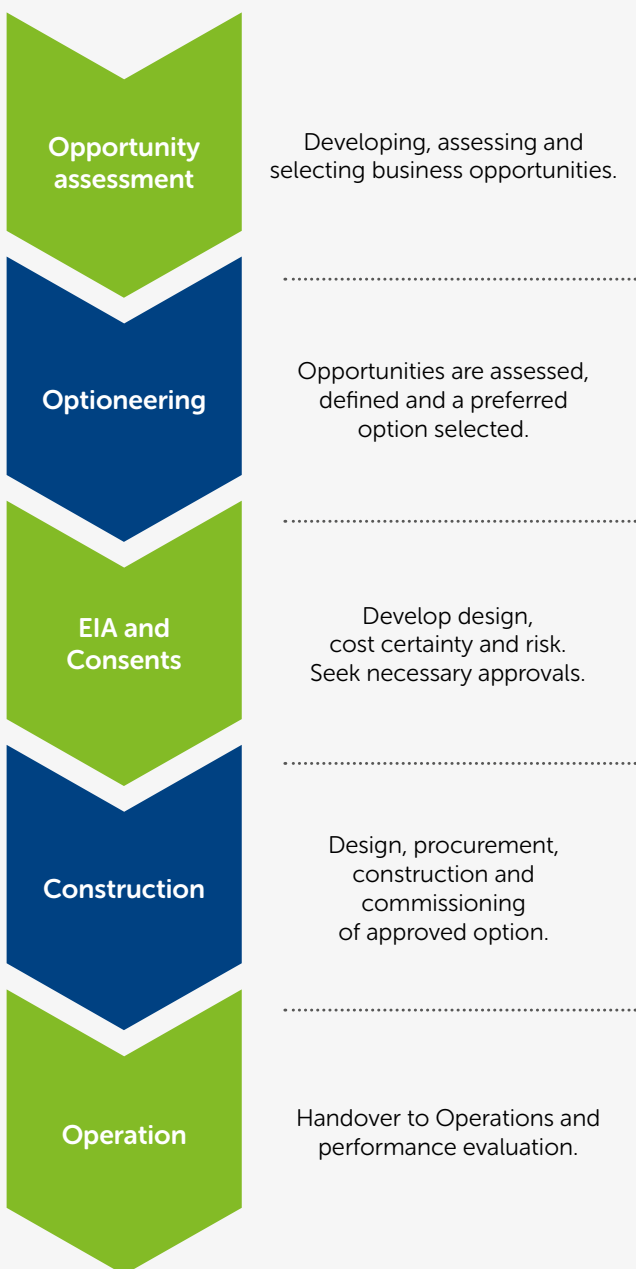 Opportunity
assessment
Developing, assessing and
selecting business opportunities.
Optioneering
Opportunities are assessed,
defined and a preferred
option selected.
EIA and
Consents
Develop design,
cost certainty and risk.
Seek necessary approvals.
Construction
Design, procurement,
construction and
commissioning
of approved option.
Operation
Handover to Operations and
performance evaluation.